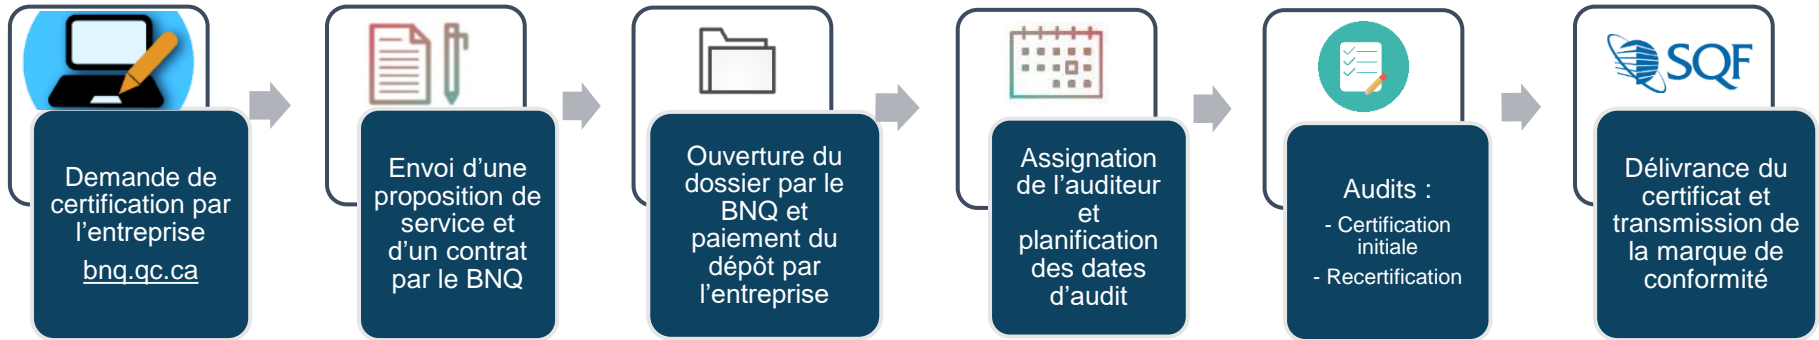 Demande de
certification par
l'entreprise
bnq.qc.ca
Envoi d'une
proposition de
service et
d'un contrat
par le BNQ
Ouverture du
dossier par le
BNQ et
paiement du
dépôt par
l'entreprise
Assignation
de l'auditeur
et
planification
des dates
d'audit
Audits :
- Certification
initiale
- Recertification
SQF
Délivrance du
certificat et
transmission de
la marque de
conformité